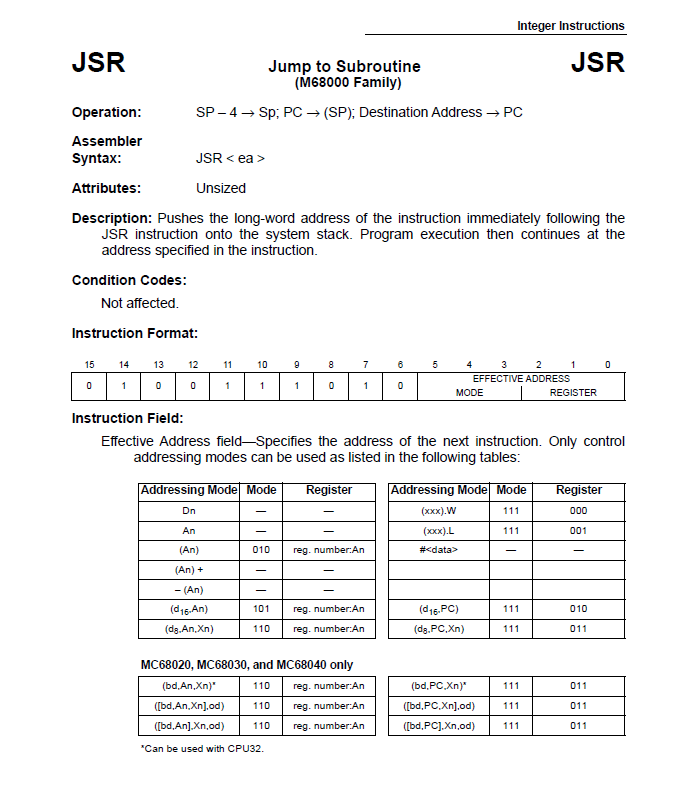 Integer Instructions
JSR Jump to Subroutine JSR
(M68000 Family)
Operation: SP – 4 → Sp; PC → (SP); Destination Address → PC
Assembler
Syntax: JSR < ea >
Attributes: Unsized
Description: Pushes the long-word address of the instruction immediately following the
JSR instruction onto the system stack. Program execution then continues at the
address specified in the instruction.
Condition Codes:
Not affected.
Instruction Format:
15 14 13 12 11 10 9 8 7 6 5 4 3 2 1 0
0 1 0 0 1 1 1 0 1 0 EFFECTIVE ADDRESS
MODE REGISTER
Instruction Field:
Effective Address field—Specifies the address of the next instruction. Only control
addressing modes can be used as listed in the following tables:
Addressing Mode Mode Register Addressing Mode Mode Register
Dn — — (xxx).W 111 000
An — — (xxx).L 111 001
(An) 010 reg. number:An #<data> — —
(An) + — —
– (An) — —
(d16,An) 101 reg. number:An (d16,PC) 111 010
(d8,An,Xn) 110 reg. number:An (d8,PC,Xn) 111 011
MC68020, MC68030, and MC68040 only
(bd,An,Xn)* 110 reg. number:An (bd,PC,Xn)* 111 011
([bd,An,Xn],od) 110 reg. number:An ([bd,PC,Xn],od) 111 011
([bd,An],Xn,od) 110 reg. number:An ([bd,PC],Xn,od) 111 011
*Can be used with CPU32.